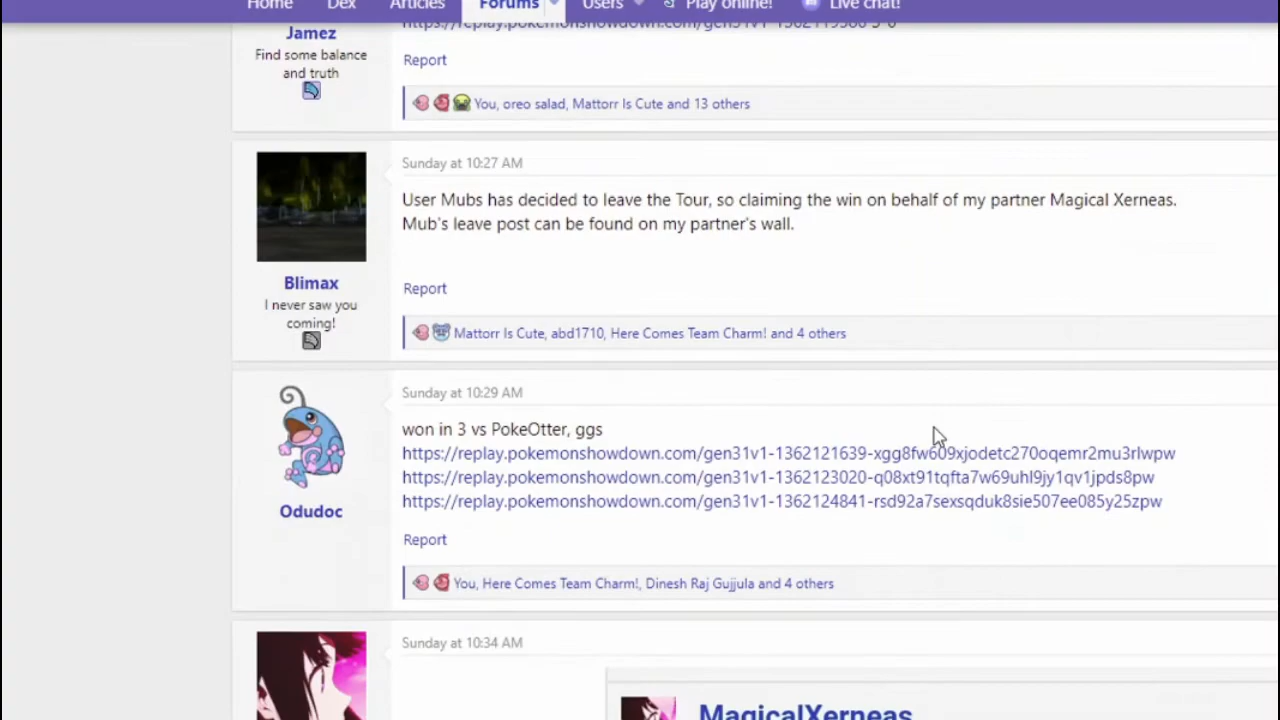 Home Dex Articles Forums Users Play online! Live chat!
Jamez
Find some balance
and truth
Report
You, oreo salad, Mattorr Is Cute and 13 others
Sunday at 10:27 AM
User Mubs has decided to leave the Tour, so claiming the win on behalf of my partner Magical Xerneas.
Mub's leave post can be found on my partner's wall.
Blimax
I never saw you
coming!
Report
Mattorr Is Cute, abd1710, Here Comes Team Charm! and 4 others
Sunday at 10:29 AM
won in 3 vs PokeOtter, ggs
https://replay.pokemonshowdown.com/gen31v1-1362121639-xgg8fw609xjodetc270oqemr2mu3rlwpw
https://replay.pokemonshowdown.com/gen31v1-1362123020-q08xt91tqfta7w69uhl9jy1qv1jpds8pw
https://replay.pokemonshowdown.com/gen31v1-1362124841-rsd92a7sexsqduk8sie507ee085y25zpw
Odudoc
Report
You, Here Comes Team Charm!, Dinesh Raj Gujjula and 4 others
Sunday at 10:34 AM
MagicalXerneas